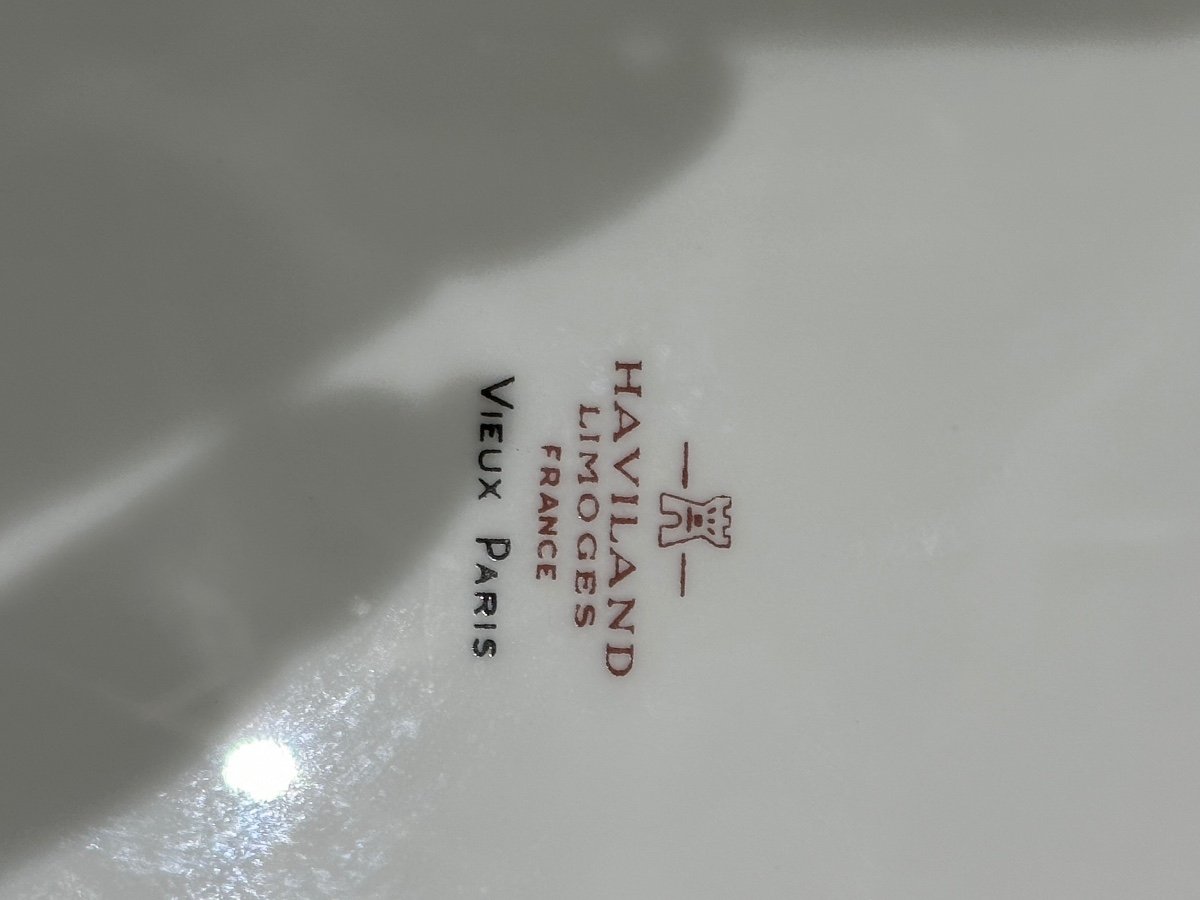 HAVILAND
LIMOGES
FRANCE
VIEUX PARIS